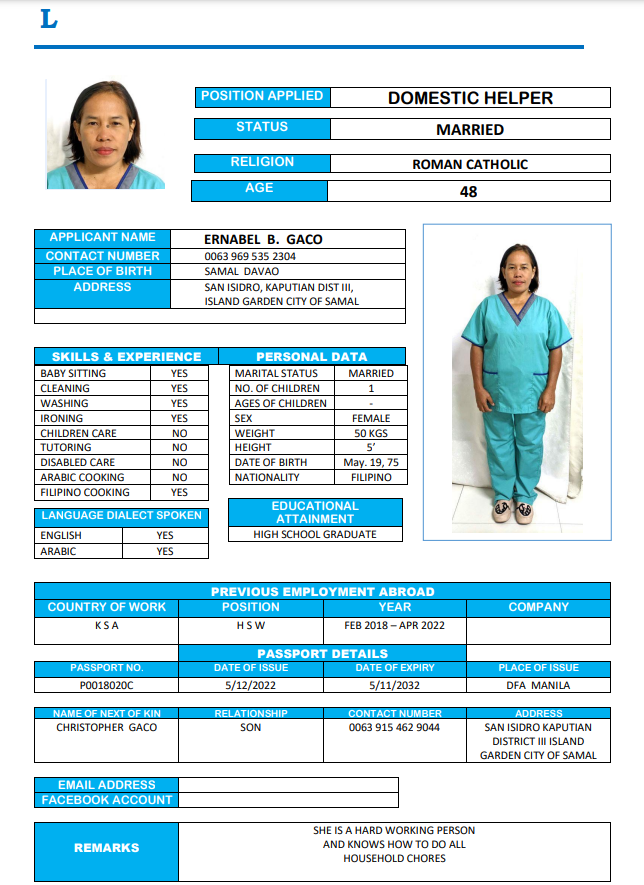 L
POSITION APPLIED DOMESTIC HELPER
STATUS MARRIED
RELIGION ROMAN CATHOLIC
AGE 48
APPLICANT NAME ERNABEL B. GACO
CONTACT NUMBER 0063 969 535 2304
PLACE OF BIRTH SAMAL DAVAO
ADDRESS SAN ISIDRO, KAPUTIAN DIST III,
ISLAND GARDEN CITY OF SAMAL
SKILLS & EXPERIENCE PERSONAL DATA
BABY SITTING YES MARITAL STATUS MARRIED
CLEANING YES NO. OF CHILDREN 1
WASHING YES AGES OF CHILDREN -
IRONING YES SEX FEMALE
CHILDREN CARE NO WEIGHT 50 KGS
TUTORING NO HEIGHT 5’
DISABLED CARE NO DATE OF BIRTH May. 19, 75
ARABIC COOKING NO NATIONALITY FILIPINO
FILIPINO COOKING YES
LANGUAGE DIALECT SPOKEN
ENGLISH YES
ARABIC YES
EDUCATIONAL
ATTAINMENT
HIGH SCHOOL GRADUATE
PREVIOUS EMPLOYMENT ABROAD
COUNTRY OF WORK POSITION YEAR COMPANY
K S A H S W FEB 2018 – APR 2022
PASSPORT DETAILS
PASSPORT NO. DATE OF ISSUE DATE OF EXPIRY PLACE OF ISSUE
P0018020C 5/12/2022 5/11/2032 DFA MANILA
NAME OF NEXT OF KIN RELATIONSHIP CONTACT NUMBER ADDRESS
CHRISTOPHER GACO SON 0063 915 462 9044 SAN ISIDRO KAPUTIAN
DISTRICT III ISLAND
GARDEN CITY OF SAMAL
EMAIL ADDRESS
FACEBOOK ACCOUNT
REMARKS
SHE IS A HARD WORKING PERSON
AND KNOWS HOW TO DO ALL
HOUSEHOLD CHORES